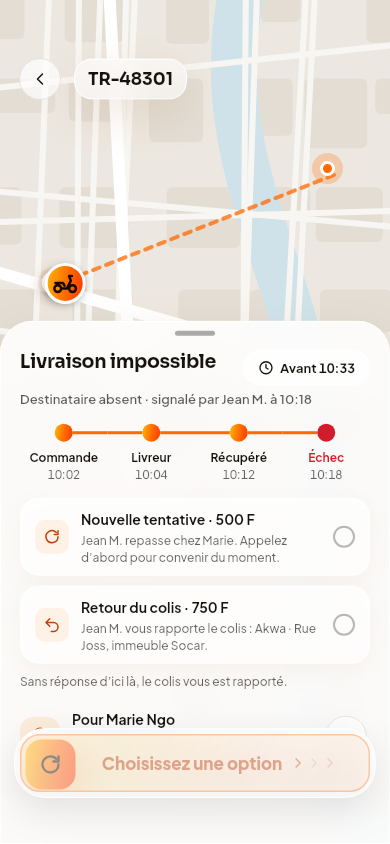 TR-48301
Livraison impossible
Avant 10:33
Destinataire absent · signalé par Jean M. à 10:18
Commande
Livreur
Récupéré
Échec
10:02
10:04
10:12
10:18
Nouvelle tentative · 500 F
Jean M. repasse chez Marie. Appelez
d’abord pour convenir du moment.
Retour du colis · 750 F
Jean M. vous rapporte le colis : Akwa · Rue
Joss, immeuble Socar.
Sans réponse d’ici là, le colis vous est rapporté.
Pour Marie Ngo
Choisissez une option